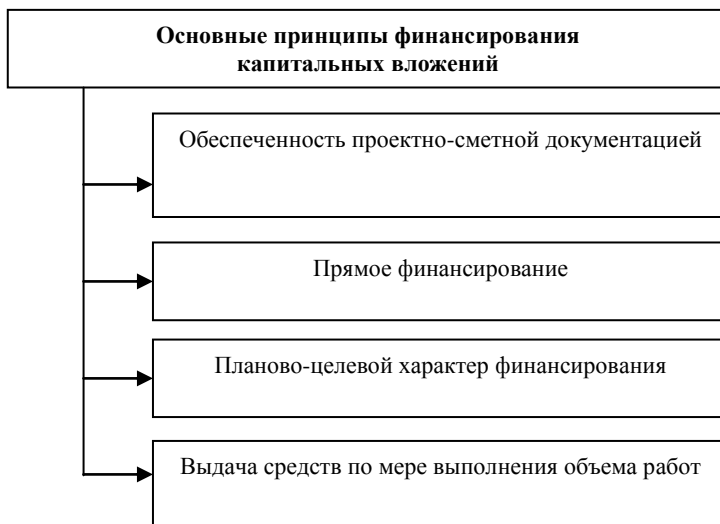 Основные принципы финансирования
капитальных вложений
Обеспеченность проектно-сметной документацией
Прямое финансирование
Планово-целевой характер финансирования
Выдача средств по мере выполнения объема работ